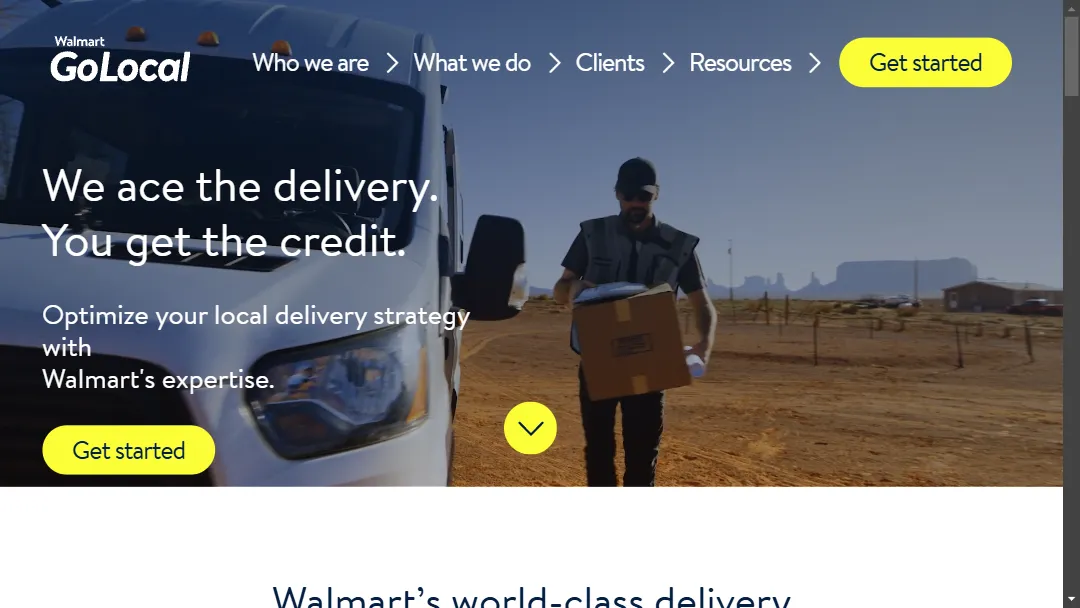 Walmart
GoLocal
Who we are
What we do
Clients
Resources
Get started
We ace the delivery.
You get the credit.
Optimize your local delivery strategy
with
Walmart's expertise.
Get started
Walmart’s world-class delivery